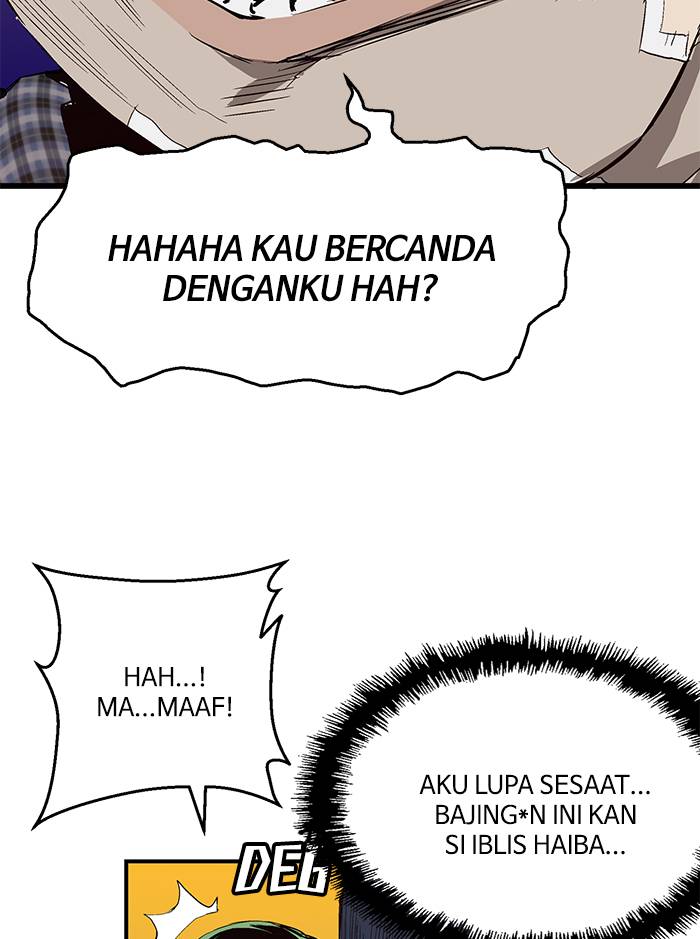 HAHAHA KAU BERCANDA
DENGANKU HAH?
HAH...!
MA...MAAF!
AKU LUPA SESAAT...
BAJING*N INI KAN
SI IBLIS HAIBA...
DEG